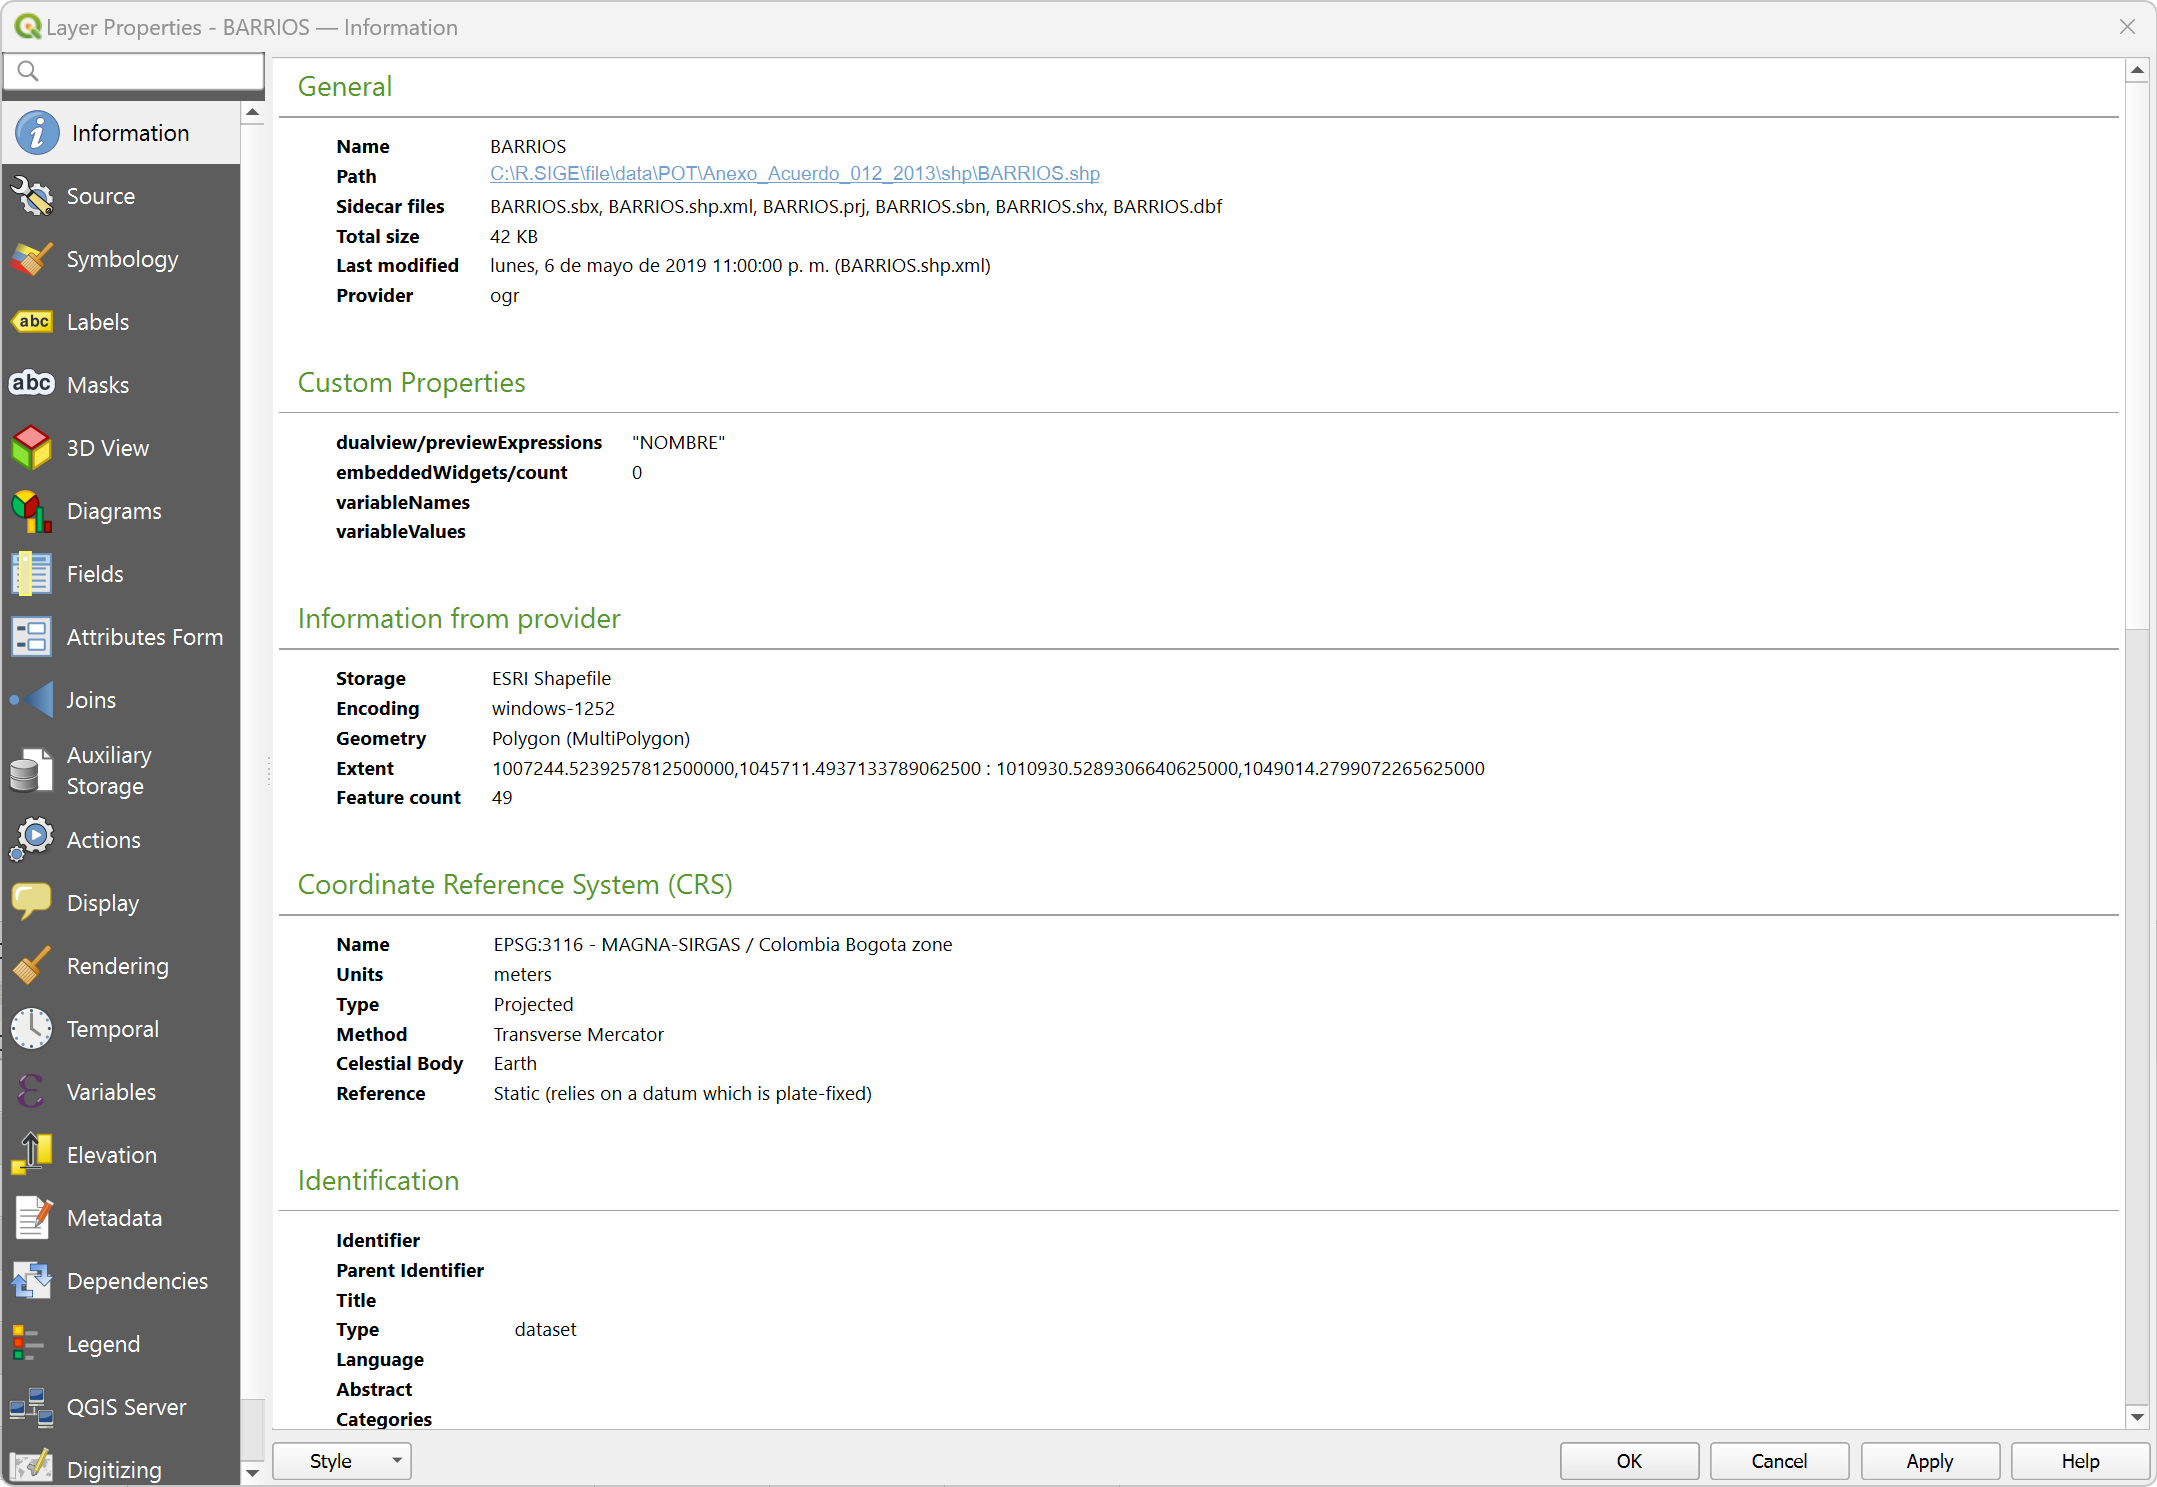 Layer Properties - BARRIOS — Information
Information
Source
Symbology
abc Labels
abc Masks
3D View
Diagrams
Fields
Attributes Form
Joins
Auxiliary
Storage
Actions
Display
Rendering
Temporal
Variables
Elevation
Metadata
Dependencies
Legend
QGIS Server
Digitizing
General
Name BARRIOS
Path C:\R.SIGE\file\data\POT\Anexo_Acuerdo_012_2013\shp\BARRIOS.shp
Sidecar files BARRIOS.sbx, BARRIOS.shp.xml, BARRIOS.prj, BARRIOS.sbn, BARRIOS.shx, BARRIOS.dbf
Total size 42 KB
Last modified lunes, 6 de mayo de 2019 11:00:00 p. m. (BARRIOS.shp.xml)
Provider ogr
Custom Properties
dualview/previewExpressions "NOMBRE"
embeddedWidgets/count 0
variableNames
variableValues
Information from provider
Storage ESRI Shapefile
Encoding windows-1252
Geometry Polygon (MultiPolygon)
Extent 1007244.5239257812500000,1045711.4937133789062500 : 1010930.5289306640625000,1049014.2799072265625000
Feature count 49
Coordinate Reference System (CRS)
Name EPSG:3116 - MAGNA-SIRGAS / Colombia Bogota zone
Units meters
Type Projected
Method Transverse Mercator
Celestial Body Earth
Reference Static (relies on a datum which is plate-fixed)
Identification
Identifier
Parent Identifier
Title
Type dataset
Language
Abstract
Categories
Style OK Cancel Apply Help